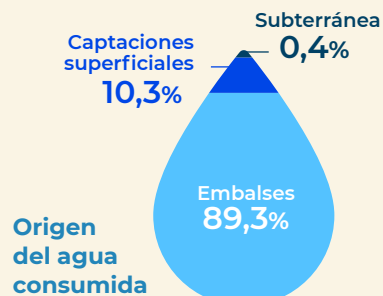 Subterránea
0,4%
Captaciones
superficiales
10,3%
Embalses
89,3%
Origen
del agua
consumida